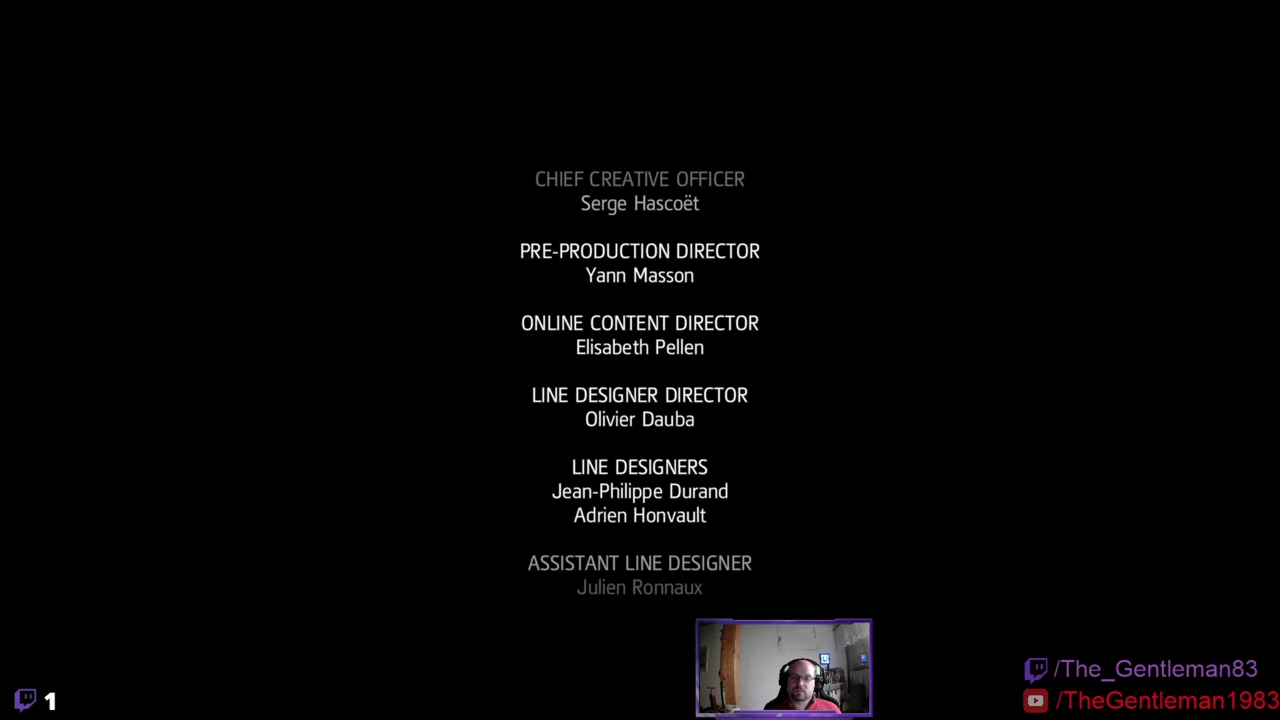 CHIEF CREATIVE OFFICER
Serge Hascoët
PRE-PRODUCTION DIRECTOR
Yann Masson
ONLINE CONTENT DIRECTOR
Elisabeth Pellen
LINE DESIGNER DIRECTOR
Olivier Dauba
LINE DESIGNERS
Jean-Philippe Durand
Adrien Honvault
ASSISTANT LINE DESIGNER
Julien Ronnaux
/The_Gentleman83
/TheGentleman1983
1